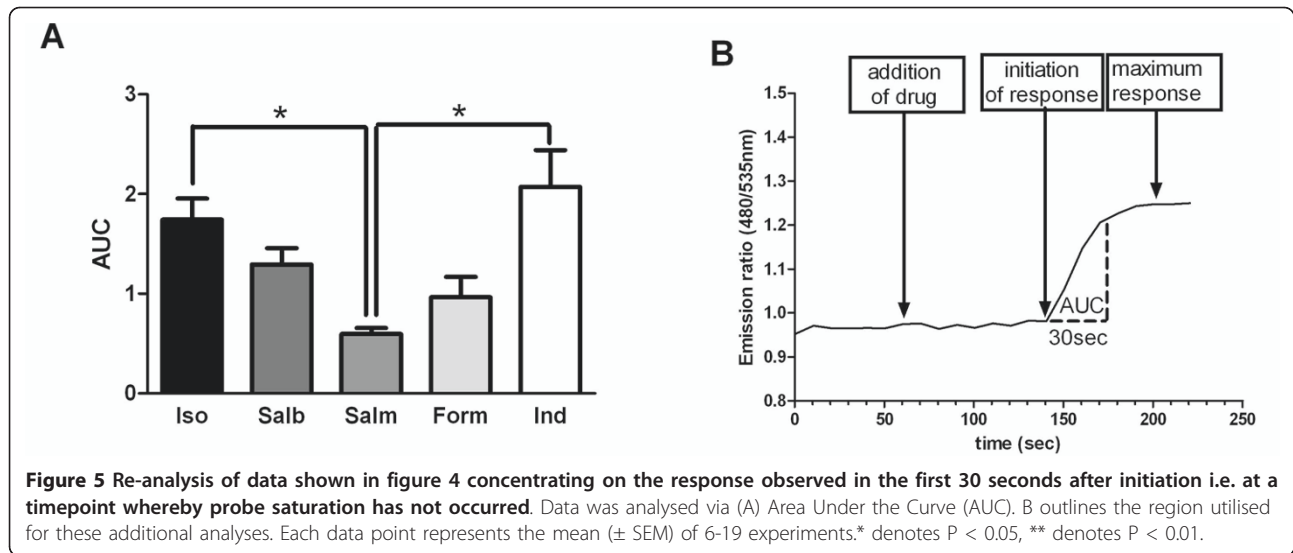 A
3
2
1
0
AUC
*
*
Iso Salb Salm Form Ind
B
addition
of drug
initiation
of response
maximum
response
1.5
1.4
1.3
1.2
1.1
1.0
0.9
0.8
Emission ratio (480/535nm)
AUC
30sec
0 50 100 150 200 250
time (sec)
Figure 5 Re-analysis of data shown in figure 4 concentrating on the response observed in the first 30 seconds after initiation i.e. at a
timepoint whereby probe saturation has not occurred. Data was analysed via (A) Area Under the Curve (AUC). B outlines the region utilised
for these additional analyses. Each data point represents the mean (± SEM) of 6-19 experiments.* denotes P < 0.05, ** denotes P < 0.01.